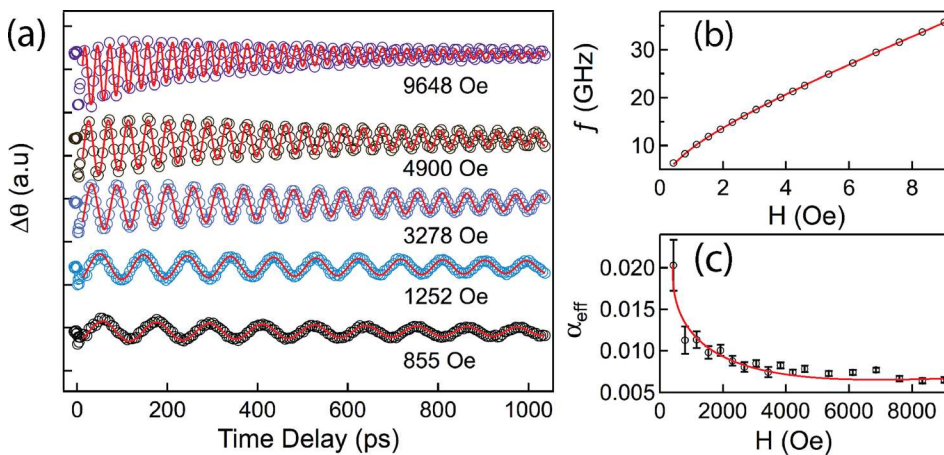 (a)
Δθ (a.u)
9648 Oe
4900 Oe
3278 Oe
1252 Oe
855 Oe
0 200 400 600 800 1000
Time Delay (ps)
(b)
f (GHz)
30
20
10
0 2 4 6 8
H (Oe)
(c)
αeff
0.020
0.015
0.010
0.005
0 2000 4000 6000 8000
H (Oe)